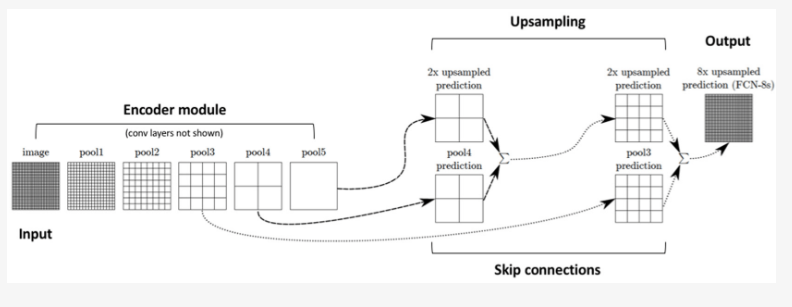 Upsampling
Output
2x upsampled
prediction
2x upsampled
prediction
8x upsampled
prediction (FCN-8s)
Encoder module
(conv layers not shown)
image pool1 pool2 pool3 pool4 pool5
pool4
prediction
Σ
pool3
prediction
Σ
Input
Skip connections